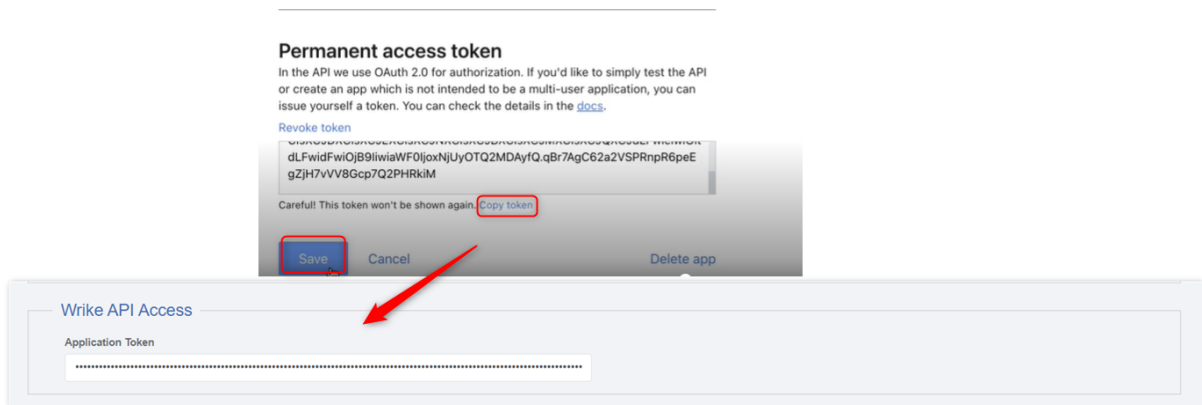 Permanent access token
In the API we use OAuth 2.0 for authorization. If you'd like to simply test the API
or create an app which is not intended to be a multi-user application, you can
issue yourself a token. You can check the details in the docs.
Revoke token
dLFwidFwiOjB9IiwiaWF0IjoxNjUyOTQ2MDAyfQ.qBr7AgC62a2VSPRnpR6peE
gZjH7vVV8Gcp7Q2PHRkiM
Careful! This token won't be shown again. Copy token
Save Cancel Delete app
Wrike API Access
Application Token